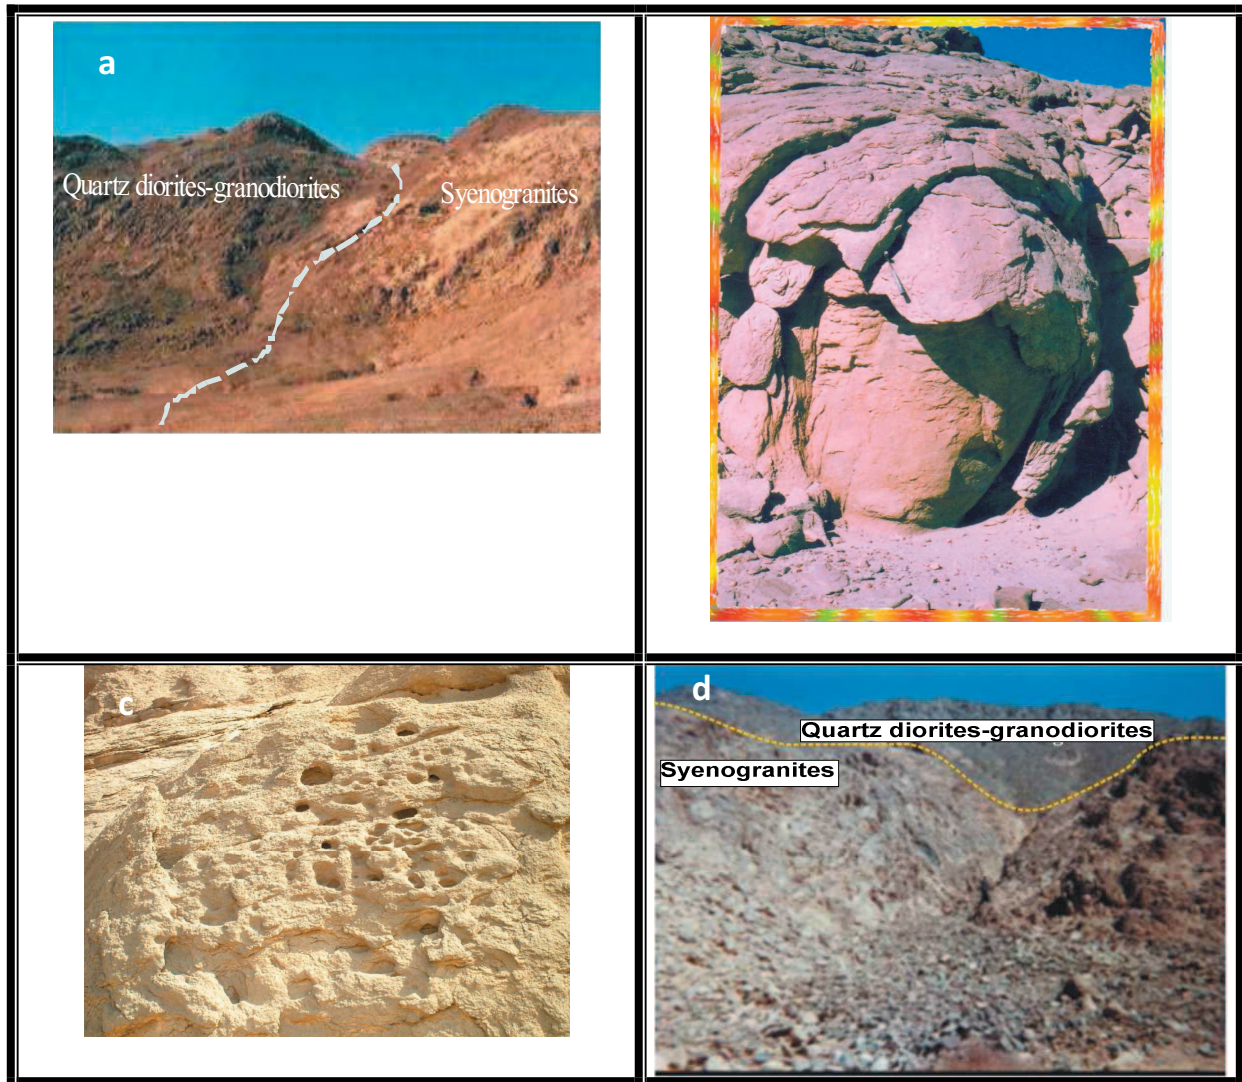 a
Quartz diorites-granodiorites
Syenogranites
c
d
Quartz diorites-granodiorites
Syenogranites